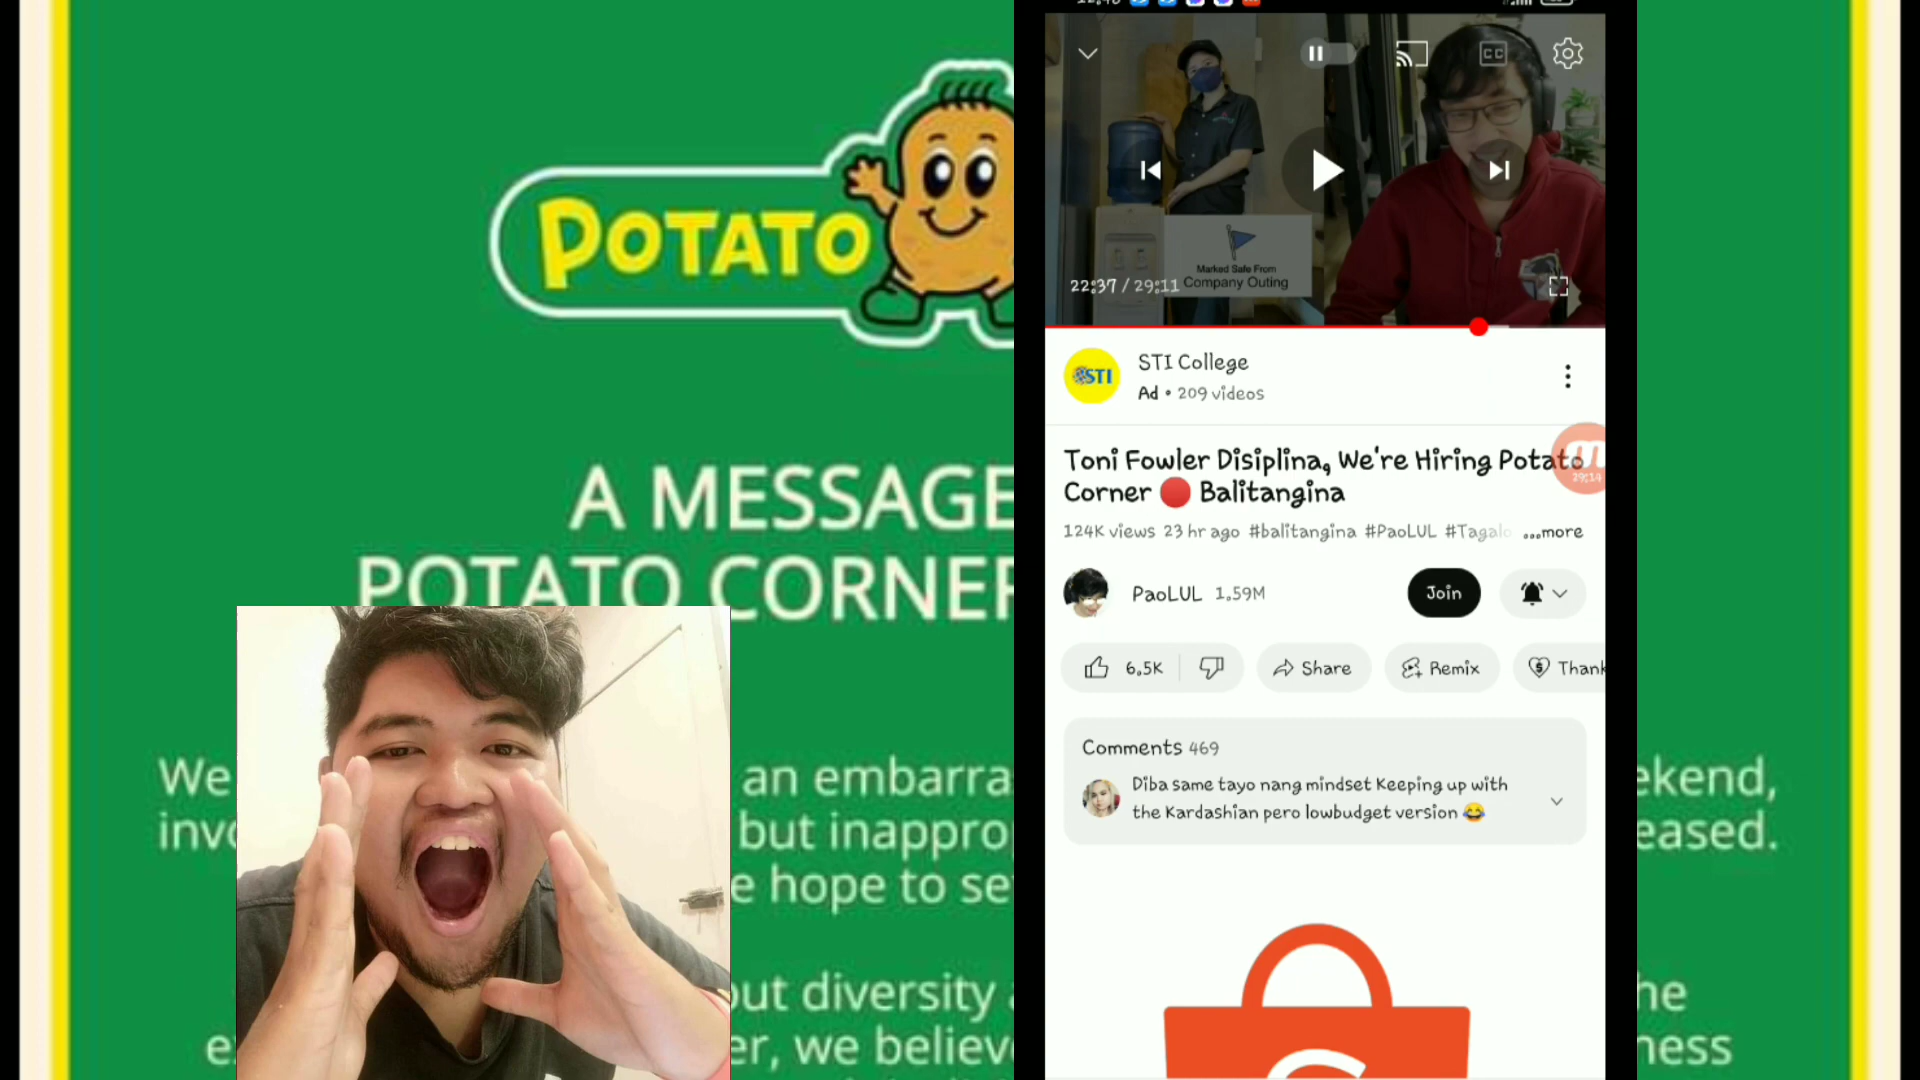 POTATO
A MESSAGE
POTATO CORNER
We
an embarra
ekend,
but inappro
eased.
e hope to se
out diversity
he
er, we believ
ness
Marked Safe From
Company Outing
22:37 / 29:11
CC
STI
STI College
Ad • 209 videos
Toni Fowler Disiplina, We're Hiring Potato
Corner 🔴 Balitangina
29:14
124K views 23 hr ago #balitangina #PaoLUL #Tagalo ...more
PaoLUL 1.59M
Join
6.5K
Share
Remix
Thank
Comments 469
Diba same tayo nang mindset Keeping up with
the Kardashian pero lowbudget version 😂